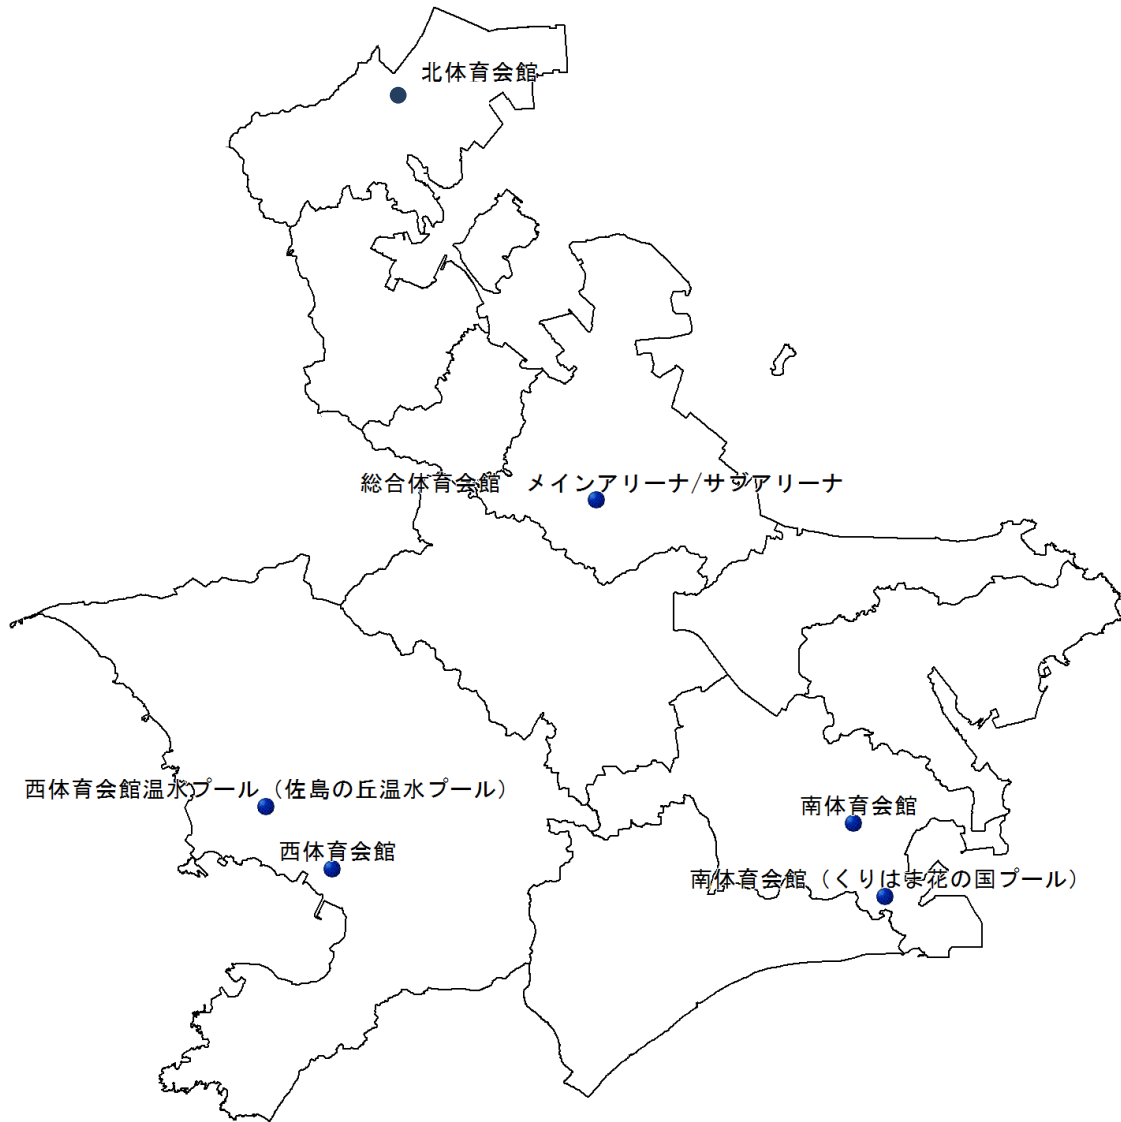 北体育会館
総合体育会館　メインアリーナ/サブアリーナ
西体育会館温水プール（佐島の丘温水プール）
南体育会館
西体育会館
南体育会館（くりはま花の国プール）